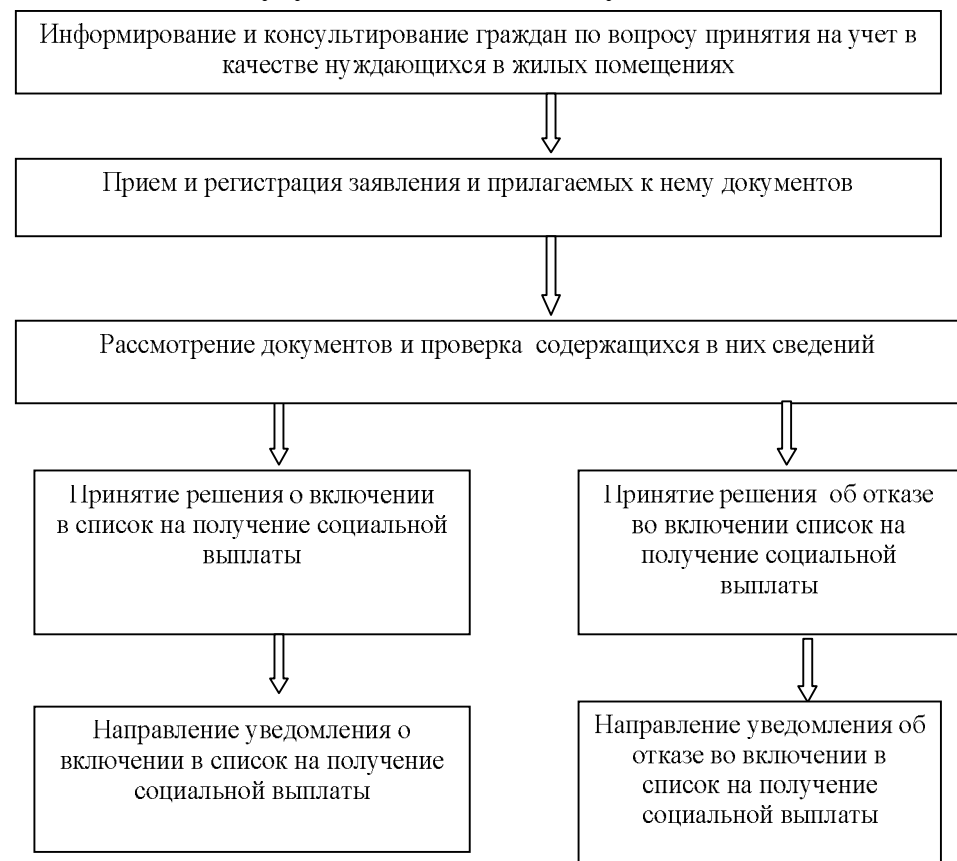 Информирование и консультирование граждан по вопросу принятия на учет в
качестве нуждающихся в жилых помещениях
Прием и регистрация заявления и прилагаемых к нему документов
Рассмотрение документов и проверка содержащихся в них сведений
Принятие решения о включении
в список на получение социальной
выплаты
Принятие решения об отказе
во включении список на
получение социальной
выплаты
Направление уведомления о
включении в список на получение
социальной выплаты
Направление уведомления об
отказе во включении в
список на получение
социальной выплаты